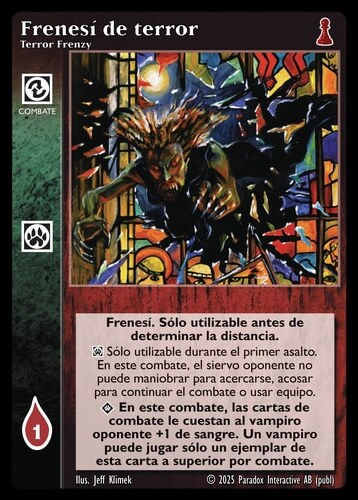 Frenesí de terror
Terror Frenzy
COMBATE
Frenesí. Sólo utilizable antes de
determinar la distancia.
Sólo utilizable durante el primer asalto.
En este combate, el siervo oponente no
puede maniobrar para acercarse, acosar
para continuar el combate o usar equipo.
En este combate, las cartas de
combate le cuestan al vampiro
oponente +1 de sangre. Un vampiro
puede jugar sólo un ejemplar de
esta carta a superior por combate.
1
Illus. Jeff Klimek © 2025 Paradox Interactive AB (publ)